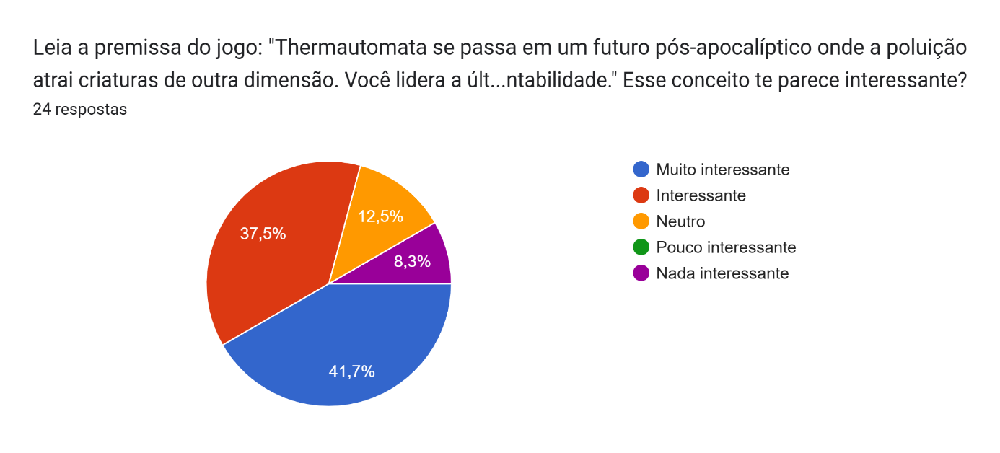 Leia a premissa do jogo: "Thermautomata se passa em um futuro pós-apocalíptico onde a poluição
atrai criaturas de outra dimensão. Você lidera a últ...ntabilidade." Esse conceito te parece interessante?
24 respostas
Muito interessante
Interessante
Neutro
Pouco interessante
Nada interessante
12,5%
37,5%
8,3%
41,7%